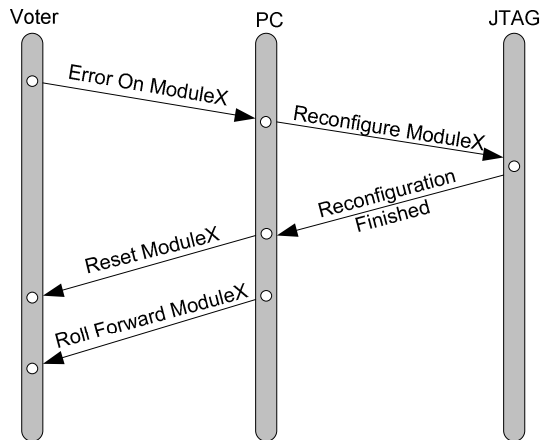 Voter
PC
JTAG
Error On ModuleX
Reconfigure ModuleX
Reconfiguration
Finished
Reset ModuleX
Roll Forward ModuleX